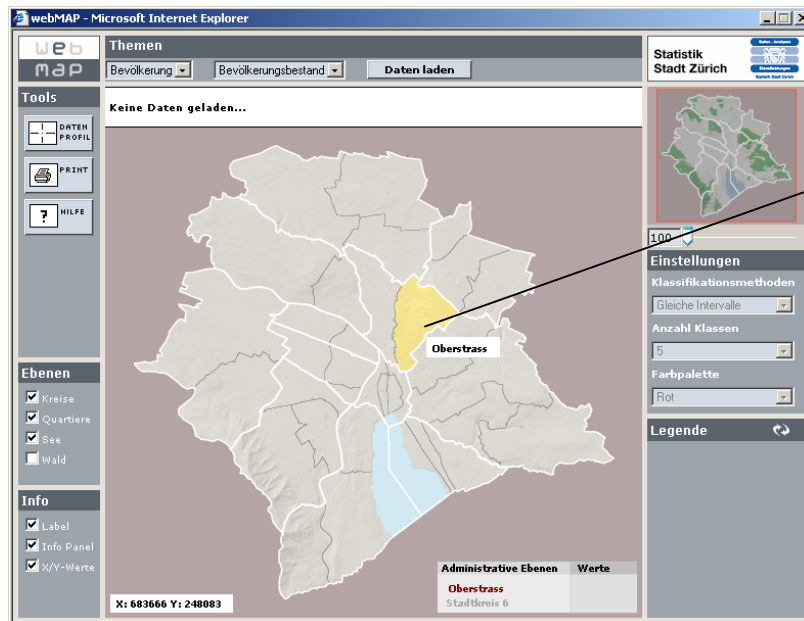 webMAP - Microsoft Internet Explorer
web
map
Themen
Bevölkerung
Bevölkerungsbestand
Daten laden
Statistik
Stadt Zürich
Tools
DATEN
PROFIL
PRINT
? HILFE
Keine Daten geladen...
100
Einstellungen
Klassifikationsmethoden
Gleiche Intervalle
Anzahl Klassen
5
Farbpalette
Rot
Legende
Oberstrass
Ebenen
Kreise
Quartiere
See
Wald
Info
Label
Info Panel
X/Y-Werte
X: 683666 Y: 248083
Administrative Ebenen Werte
Oberstrass
Stadtkreis 6